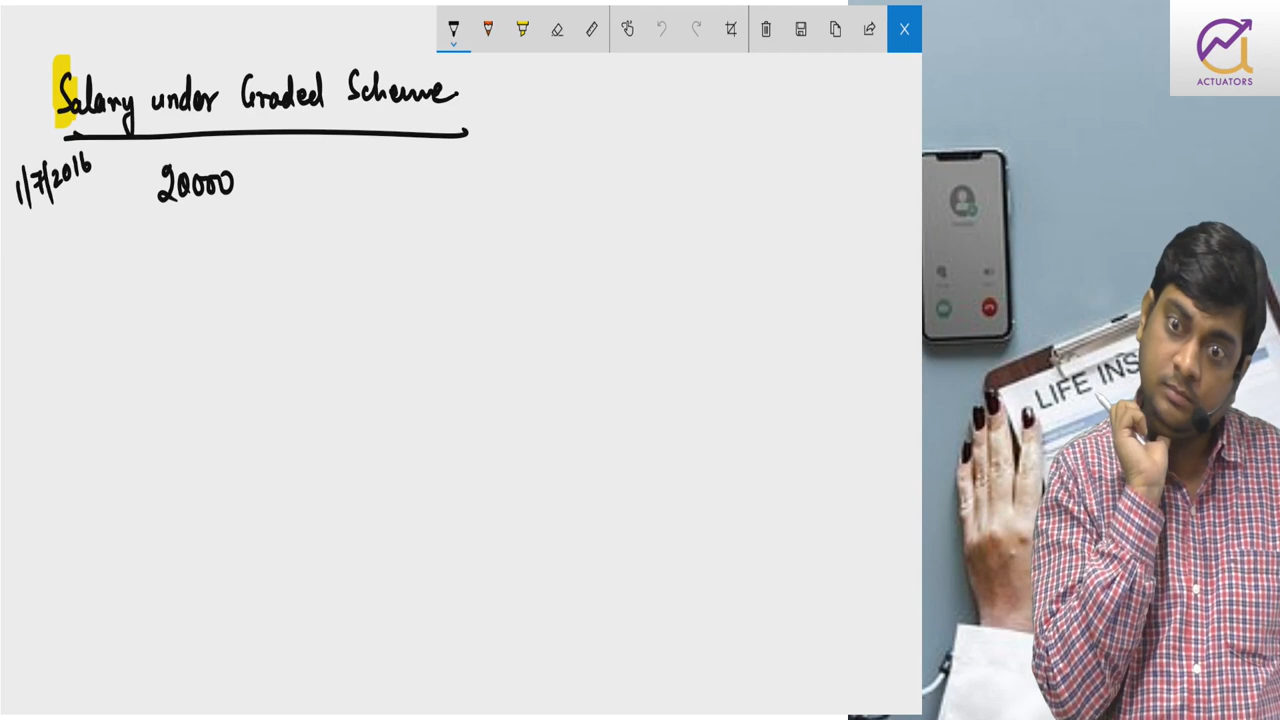 Salary under Graded Scheme
1/7/2016 20000
ACTUATORS
LIFE INS
X